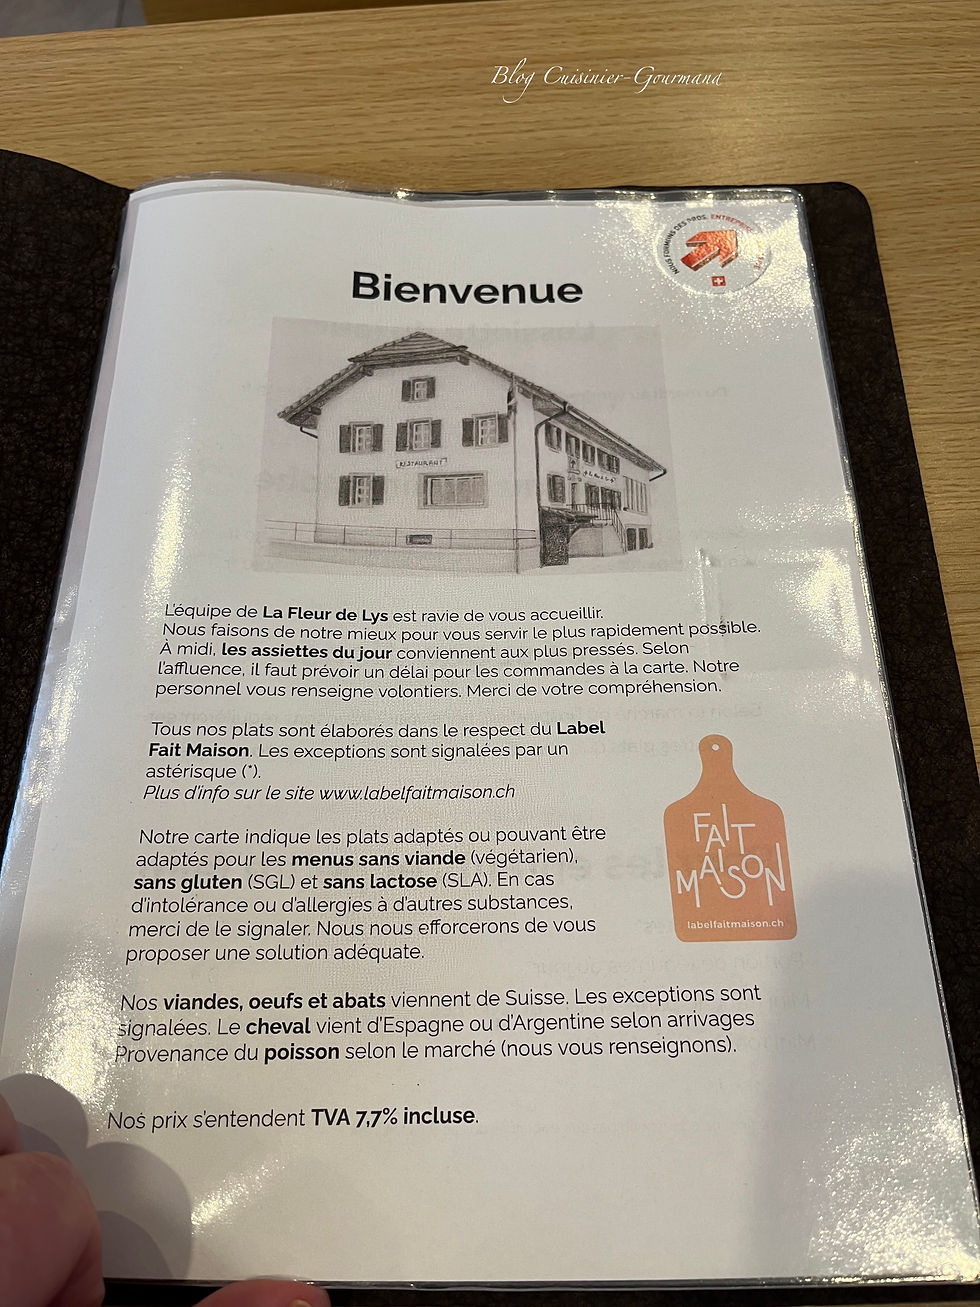 Blog Cuisinier-Gourmand
NOUS FORMONS DES PROS.
Bienvenue
RESTAURANT
L'équipe de La Fleur de Lys est ravie de vous accueillir.
Nous faisons de notre mieux pour vous servir le plus rapidement possible.
À midi, les assiettes du jour conviennent aux plus pressés. Selon
l'affluence, il faut prévoir un délai pour les commandes à la carte. Notre
personnel vous renseigne volontiers. Merci de votre compréhension.
Tous nos plats sont élaborés dans le respect du Label
Fait Maison. Les exceptions sont signalées par un
astérisque (*).
Plus d'info sur le site www.labelfaitmaison.ch
FAIT
MAISON
labelfaitmaison.ch
Notre carte indique les plats adaptés ou pouvant être
adaptés pour les menus sans viande (végétarien),
sans gluten (SGL) et sans lactose (SLA). En cas
d'intolérance ou d'allergies à d'autres substances,
merci de le signaler. Nous nous efforcerons de vous
proposer une solution adéquate.
Nos viandes, oeufs et abats viennent de Suisse. Les exceptions sont
signalées. Le cheval vient d'Espagne ou d'Argentine selon arrivages
Provenance du poisson selon le marché (nous vous renseignons).
Nos prix s'entendent TVA 7,7% incluse.